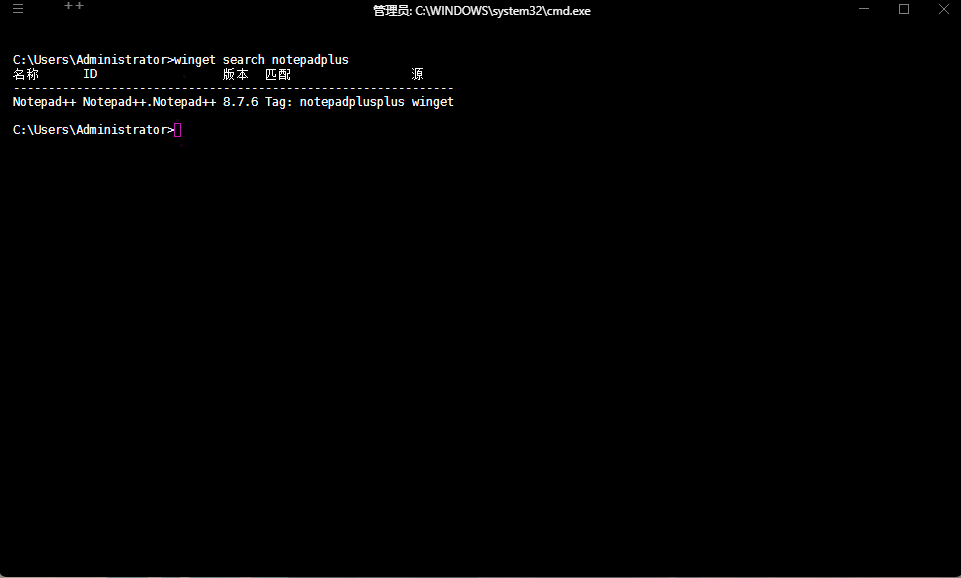 管理员: C:\WINDOWS\system32\cmd.exe
C:\Users\Administrator>winget search notepadplus
名称 ID 版本 匹配 源
---------------------------------------------------------------
Notepad++ Notepad++.Notepad++ 8.7.6 Tag: notepadplusplus winget
C:\Users\Administrator>